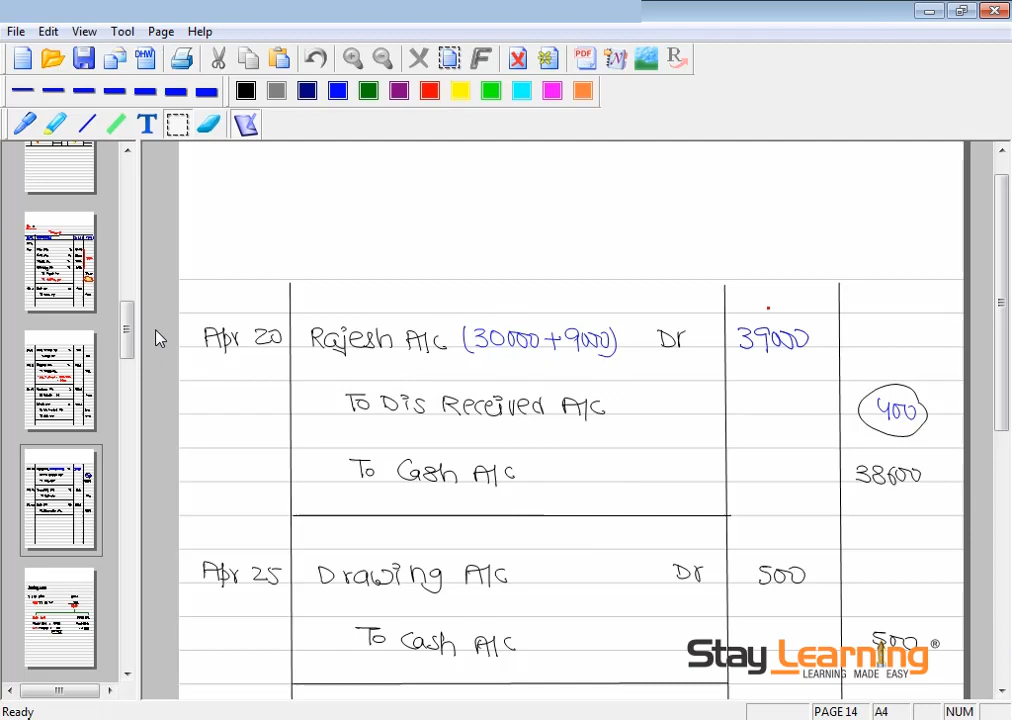 File Edit View Tool Page Help
Apr 20 Rajesh A/C (30000+9000) Dr 39000
To Dis Received A/C 400
To Cash A/C 38600
Apr 25 Drawing A/C Dr 500
To Cash A/C 500
Stay Learning®
LEARNING MADE EASY
Ready PAGE 14 A4 NUM